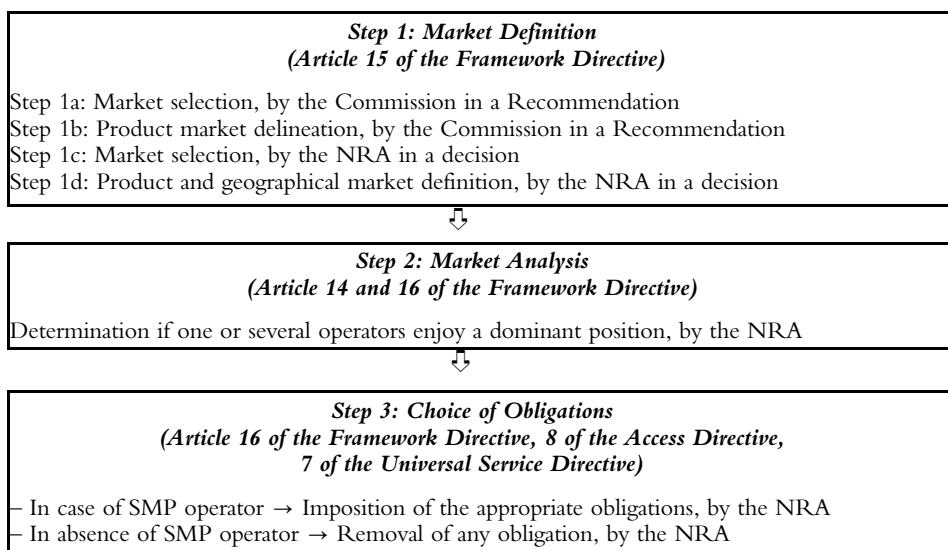 Step 1: Market Definition
(Article 15 of the Framework Directive)
Step 1a: Market selection, by the Commission in a Recommendation
Step 1b: Product market delineation, by the Commission in a Recommendation
Step 1c: Market selection, by the NRA in a decision
Step 1d: Product and geographical market definition, by the NRA in a decision
⇩
Step 2: Market Analysis
(Article 14 and 16 of the Framework Directive)
Determination if one or several operators enjoy a dominant position, by the NRA
⇩
Step 3: Choice of Obligations
(Article 16 of the Framework Directive, 8 of the Access Directive,
7 of the Universal Service Directive)
– In case of SMP operator → Imposition of the appropriate obligations, by the NRA
– In absence of SMP operator → Removal of any obligation, by the NRA